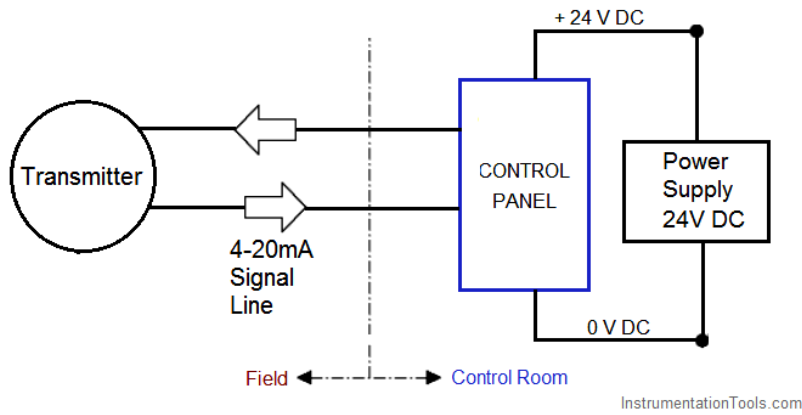 + 24 V DC
Transmitter
CONTROL
PANEL
Power
Supply
24V DC
4-20mA
Signal
Line
0 V DC
Field
Control Room
InstrumentationTools.com